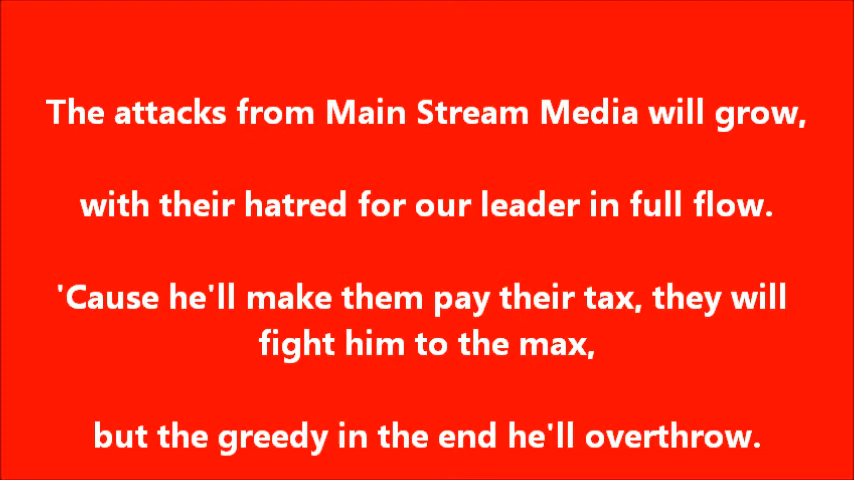 The attacks from Main Stream Media will grow,
with their hatred for our leader in full flow.
'Cause he'll make them pay their tax, they will
fight him to the max,
but the greedy in the end he'll overthrow.